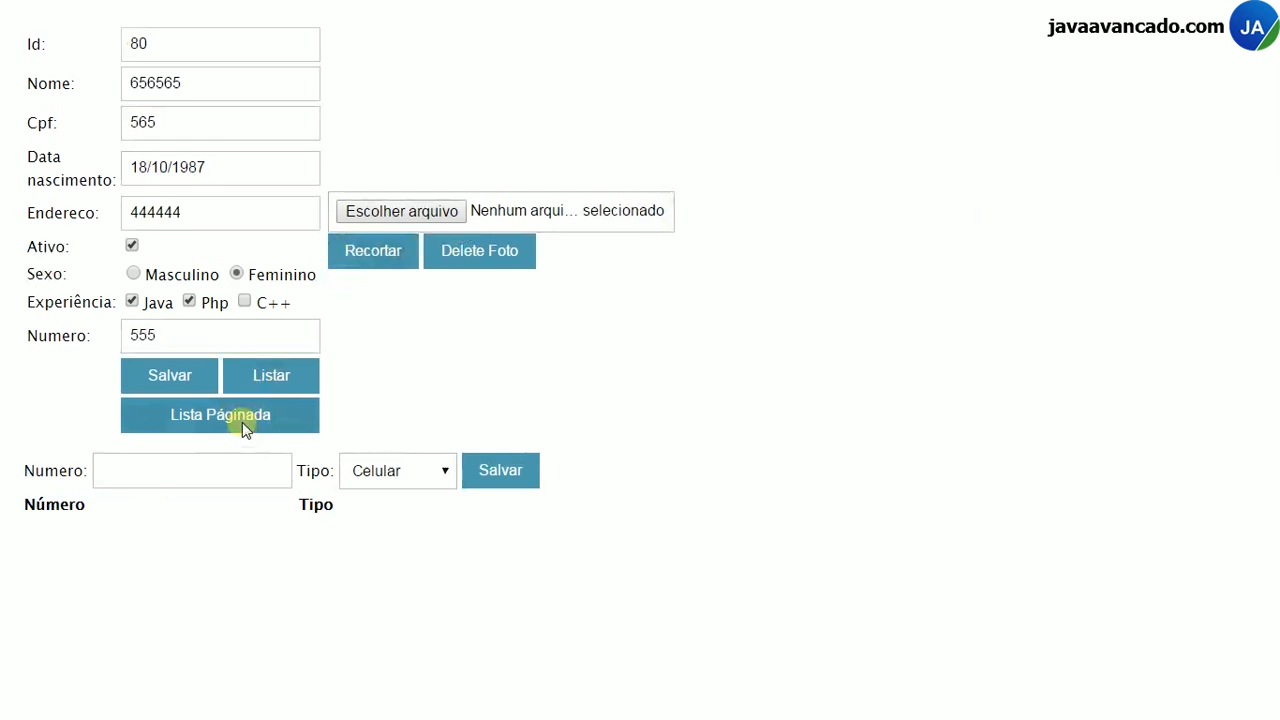 javaavancado.com JA
Id: 80
Nome: 656565
Cpf: 565
Data
nascimento: 18/10/1987
Endereco: 444444 Escolher arquivo Nenhum arqui... selecionado
Ativo: Recortar Delete Foto
Sexo: Masculino Feminino
Experiência: Java Php C++
Numero: 555
Salvar Listar
Lista Páginada
Numero: Tipo: Celular Salvar
Número Tipo